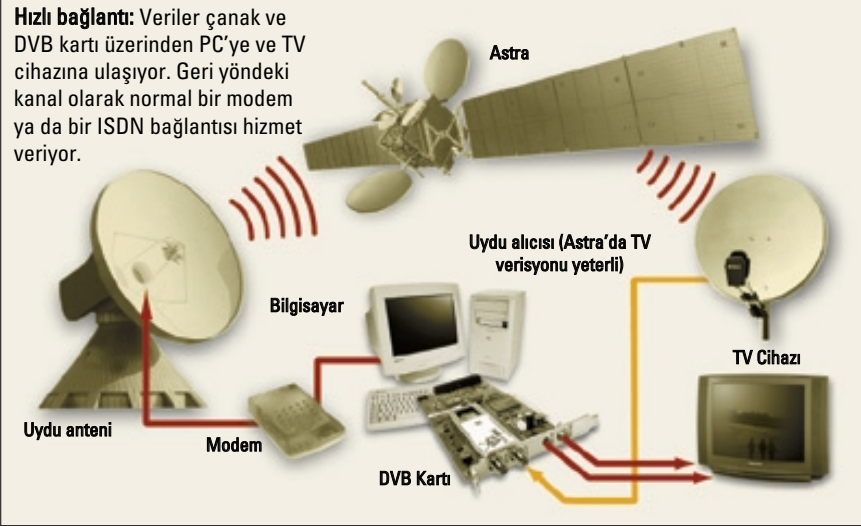 Hızlı bağlantı: Veriler çanak ve
DVB kartı üzerinden PC'ye ve TV
cihazına ulaşıyor. Geri yöndeki
kanal olarak normal bir modem
ya da bir ISDN bağlantısı hizmet
veriyor.
Astra
Uydu alıcısı (Astra'da TV
verisyonu yeterli)
Bilgisayar
TV Cihazı
Uydu anteni
Modem
DVB Kartı